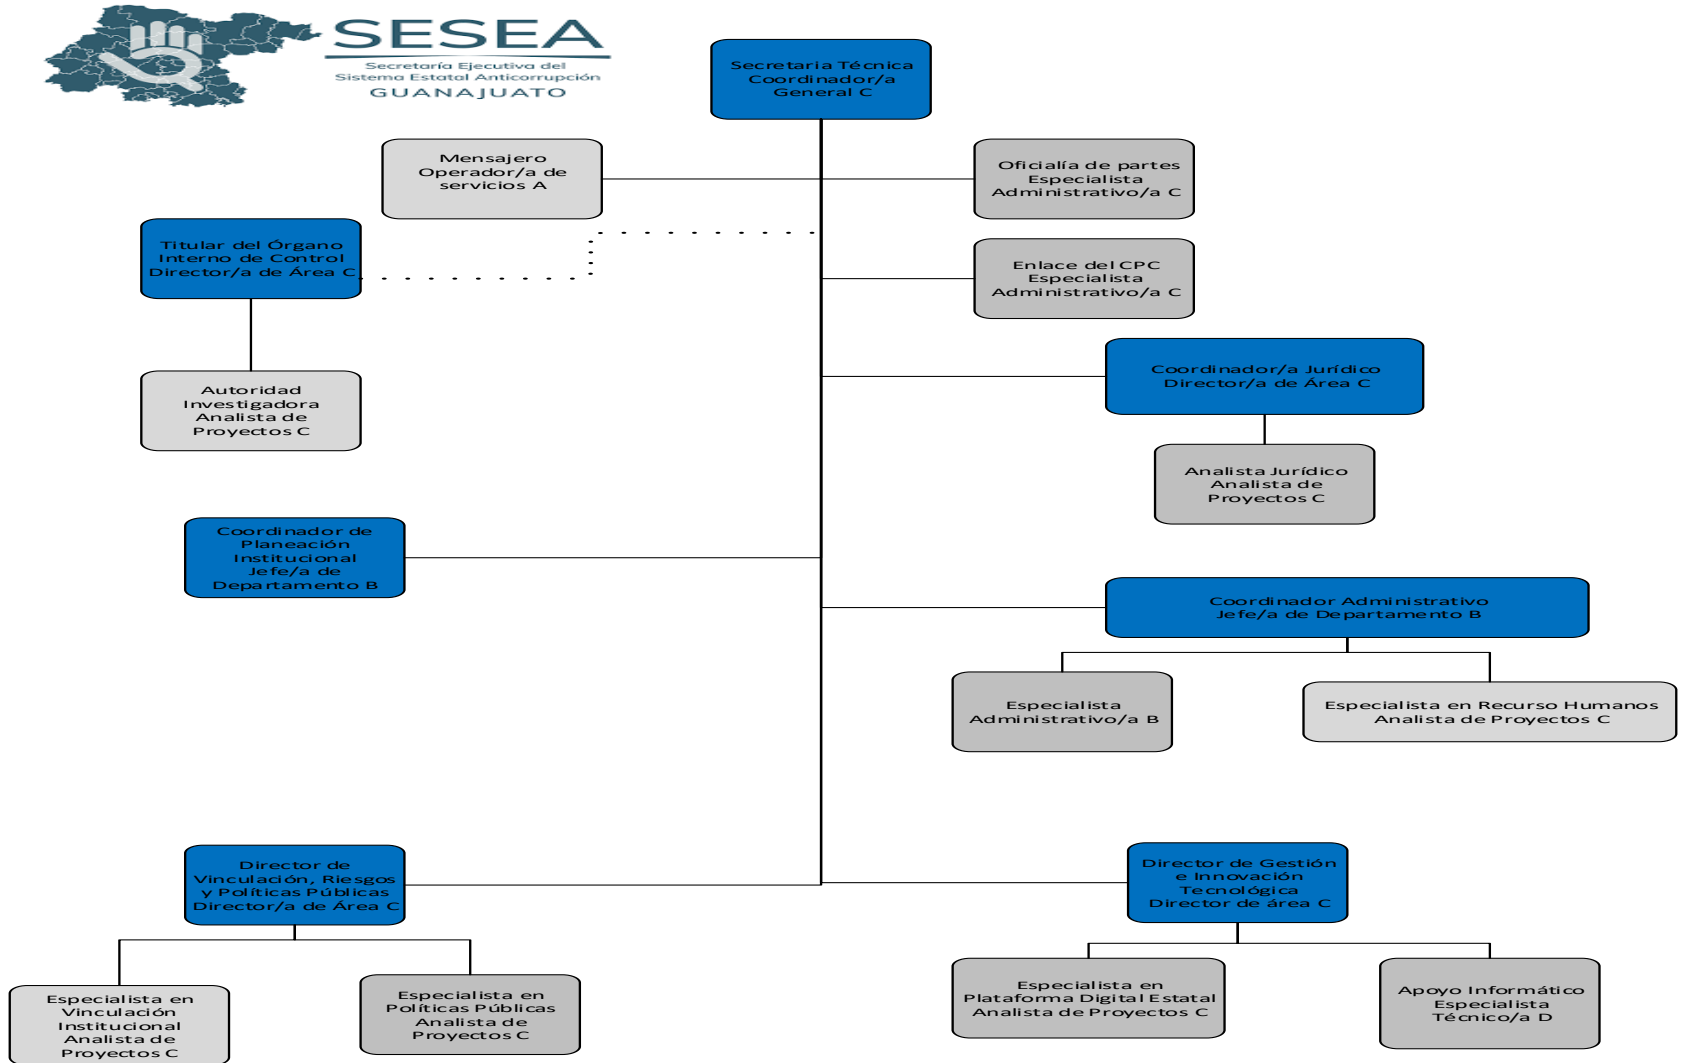 SESEA
Secretaría Ejecutiva del
Sistema Estatal Anticorrupción
GUANAJUATO
Secretaria Técnica
Coordinador/a
General C
Mensajero
Operador/a de
servicios A
Oficialía de partes
Especialista
Administrativo/a C
Titular del Órgano
Interno de Control
Director/a de Área C
Enlace del CPC
Especialista
Administrativo/a C
Autoridad
Investigadora
Analista de
Proyectos C
Coordinador/a Jurídico
Director/a de Área C
Analista Jurídico
Analista de
Proyectos C
Coordinador de
Planeación
Institucional
Jefe/a de
Departamento B
Coordinador Administrativo
Jefe/a de Departamento B
Especialista
Administrativo/a B
Especialista en Recurso Humanos
Analista de Proyectos C
Director de
Vinculación, Riesgos
y Políticas Públicas
Director/a de Área C
Director de Gestión
e Innovación
Tecnológica
Director de área C
Especialista en
Vinculación
Institucional
Analista de
Proyectos C
Especialista en
Políticas Públicas
Analista de
Proyectos C
Especialista en
Plataforma Digital Estatal
Analista de Proyectos C
Apoyo Informático
Especialista
Técnico/a D